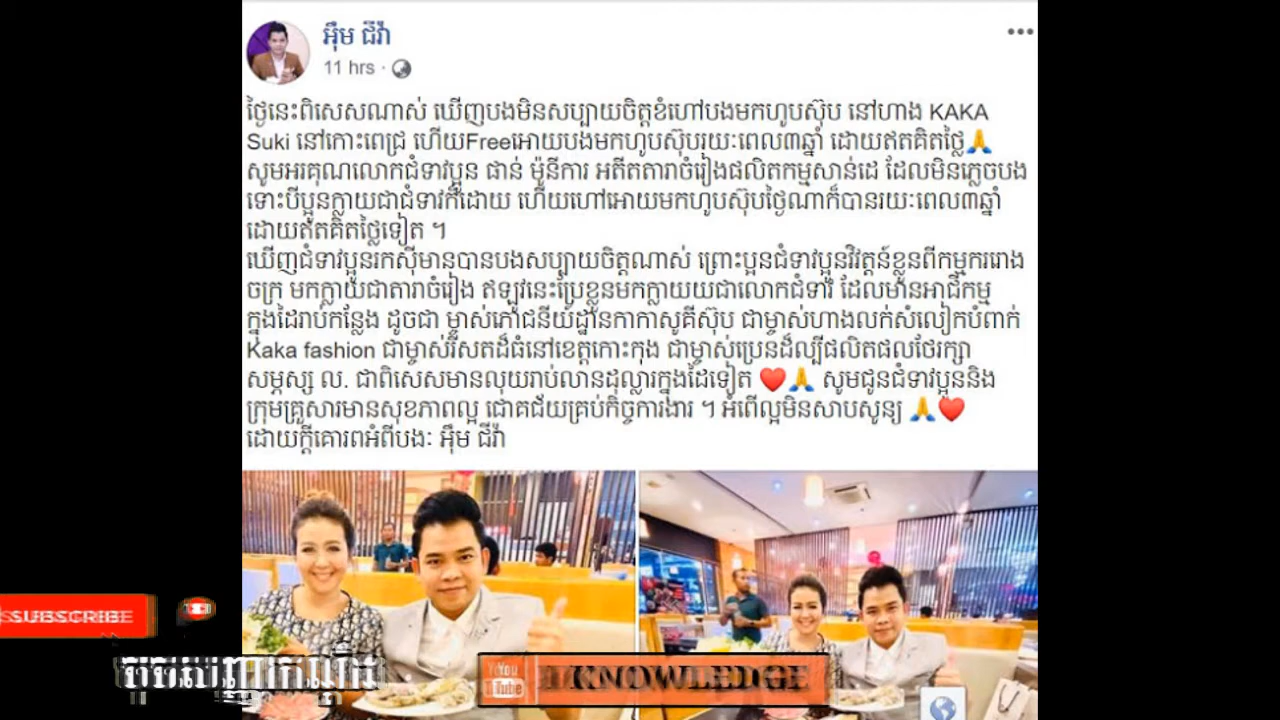 អ៊ឹម ជីវ៉ា
11 hrs ·
ថ្ងៃនេះពិសេសណាស់ ឃើញបងមិនសប្បាយចិត្តខំហៅបងមកហូបស៊ុប នៅហាង KAKA
Suki នៅកោះពេជ្រ ហើយFreeអោយបងមកហូបស៊ុបរយៈពេល៣ឆ្នាំ ដោយឥតគិតថ្លៃ🙏
សូមអរគុណលោកជំទាវប្អូន ផាន់ ម៉ូនីការ អតីតតារាចំរៀងផលិតកម្មសាន់ដេ ដែលមិនភ្លេចបង
ទោះបីប្អូនក្លាយជាជំទាវក៏ដោយ ហើយហៅអោយមកហូបស៊ុបថ្ងៃណាក៏បានរយៈពេល៣ឆ្នាំ
ដោយឥតគិតថ្លៃទៀត ។
ឃើញជំទាវប្អូនរកស៊ីមានបានបងសប្បាយចិត្តណាស់ ព្រោះប្អូនជំទាវប្អូនវិវត្តន៍ខ្លួនពីកម្មកររោង
ចក្រ មកក្លាយជាតារាចំរៀង ឥឡូវនេះប្រែខ្លួនមកក្លាយយជាលោកជំទាវ ដែលមានអាជីកម្ម
ក្នុងដៃរាប់កន្លែង ដូចជា ម្ចាស់ភោជនីយ៍ដ្ឋានកាកាស៊ូគីស៊ុប ជាម្ចាស់ហាងលក់សំលៀកបំពាក់
Kaka fashion ជាម្ចាស់រីសតដ៏ធំនៅខេត្តកោះកុង ជាម្ចាស់ប្រេនដ៏ល្បីផលិតផលថែរក្សា
សម្ភស្ស ល. ជាពិសេសមានលុយរាប់លានដុល្លារក្នុងដៃទៀត ❤️🙏 សូមជូនជំទាវប្អូននិង
ក្រុមគ្រួសារមានសុខភាពល្អ ជោគជ័យគ្រប់កិច្ចការងារ ។ អំពើល្អមិនសាបសូន្យ 🙏❤️
ដោយក្តីគោរពអំពីបងៈ អ៊ឹម ជីវ៉ា
SUBSCRIBE
You Tube KNOWLEDGE